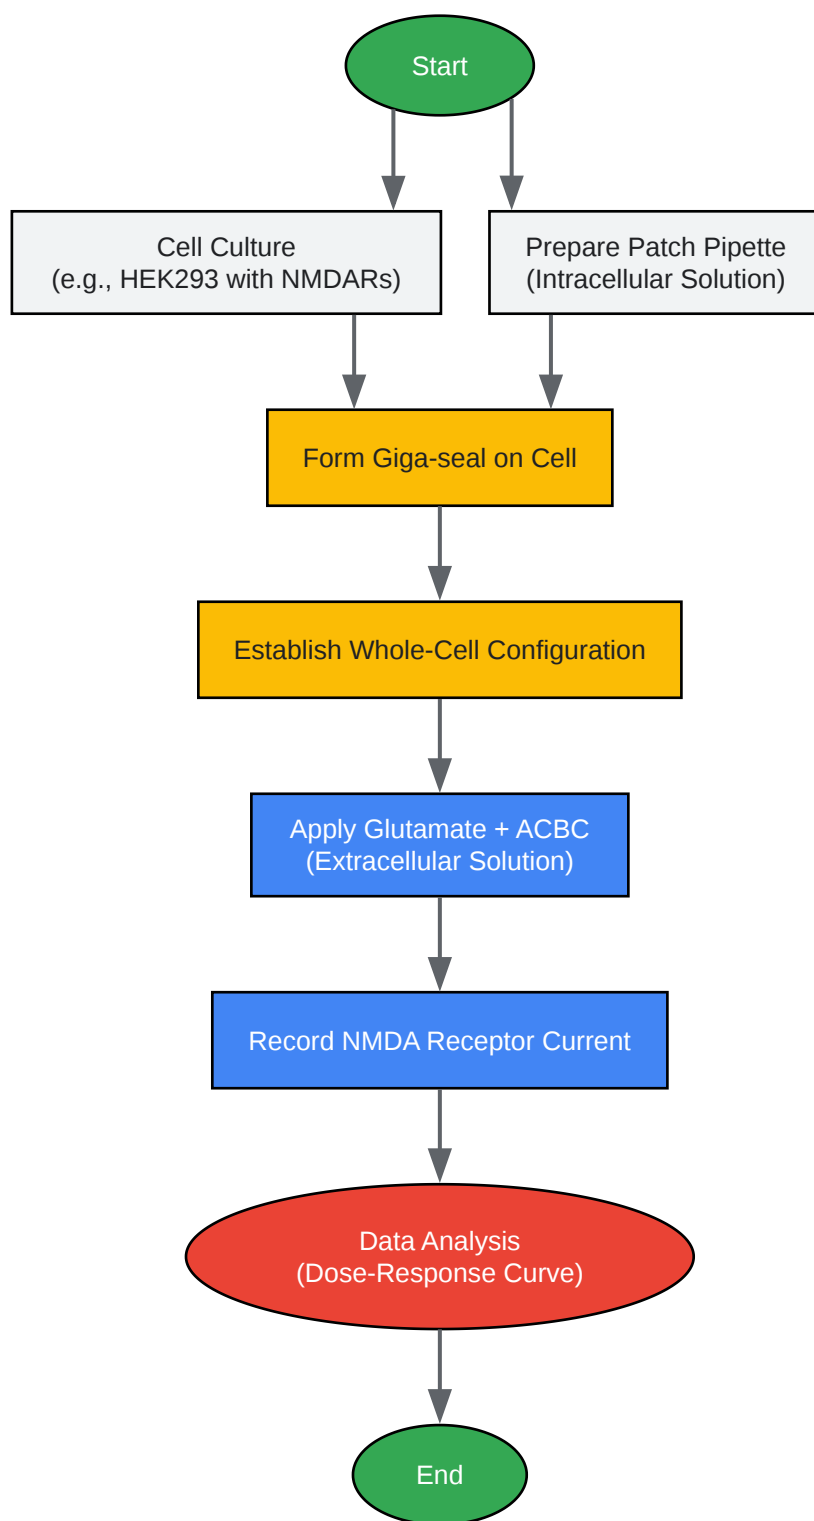 Start
Cell Culture
(e.g., HEK293 with NMDARs)
Prepare Patch Pipette
(Intracellular Solution)
Form Giga-seal on Cell
Establish Whole-Cell Configuration
Apply Glutamate + ACBC
(Extracellular Solution)
Record NMDA Receptor Current
Data Analysis
(Dose-Response Curve)
End